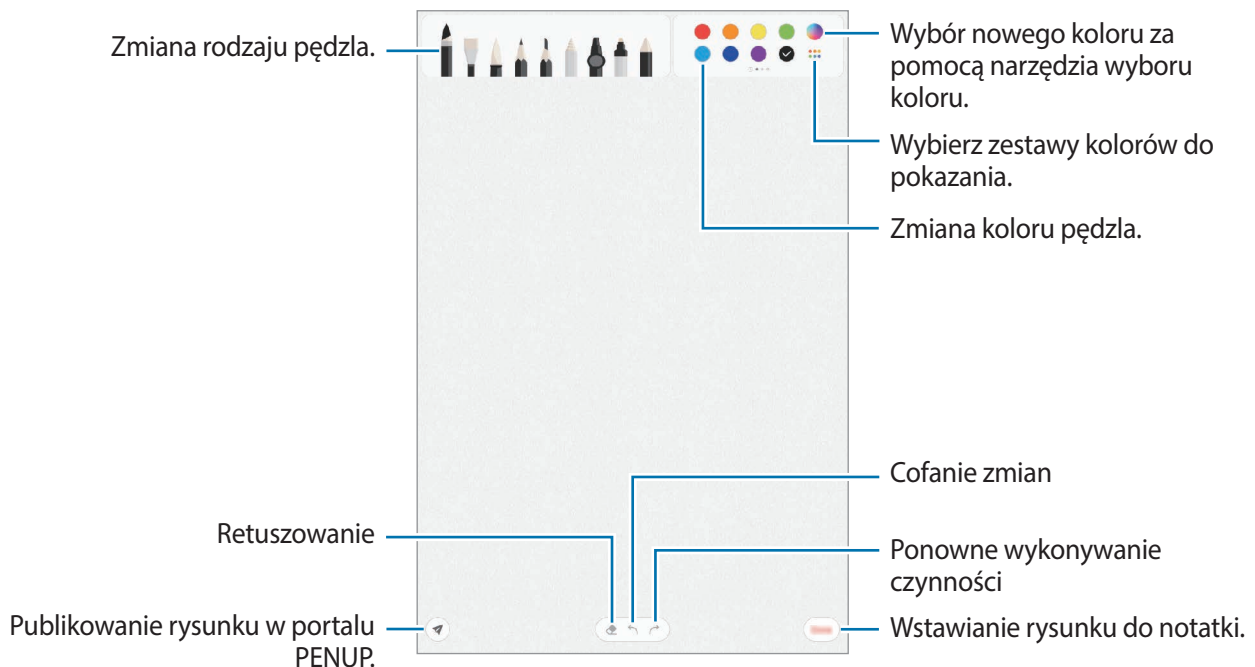 Zmiana rodzaju pędzla.
Wybór nowego koloru za
pomocą narzędzia wyboru
koloru.
Wybierz zestawy kolorów do
pokazania.
Zmiana koloru pędzla.
Cofanie zmian
Retuszowanie
Ponowne wykonywanie
czynności
Publikowanie rysunku w portalu
PENUP.
Wstawianie rysunku do notatki.